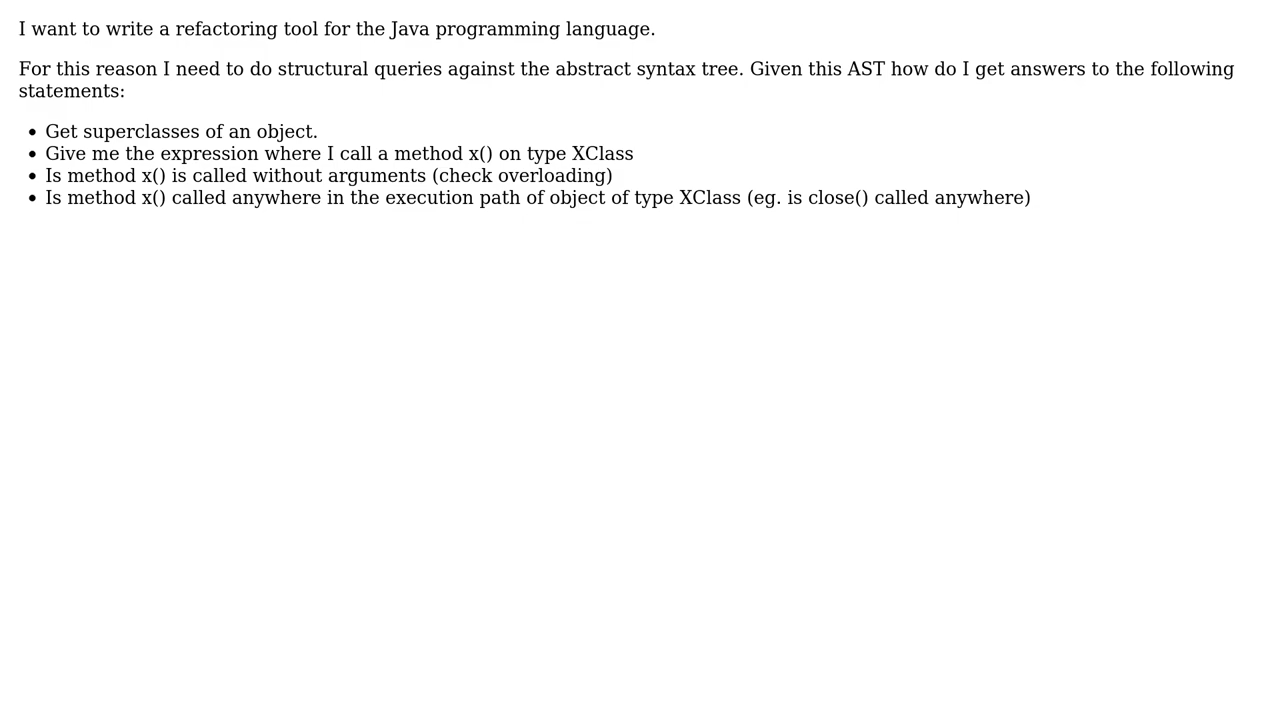 I want to write a refactoring tool for the Java programming language.
For this reason I need to do structural queries against the abstract syntax tree. Given this AST how do I get answers to the following
statements:
• Get superclasses of an object.
• Give me the expression where I call a method x() on type XClass
• Is method x() is called without arguments (check overloading)
• Is method x() called anywhere in the execution path of object of type XClass (eg. is close() called anywhere)